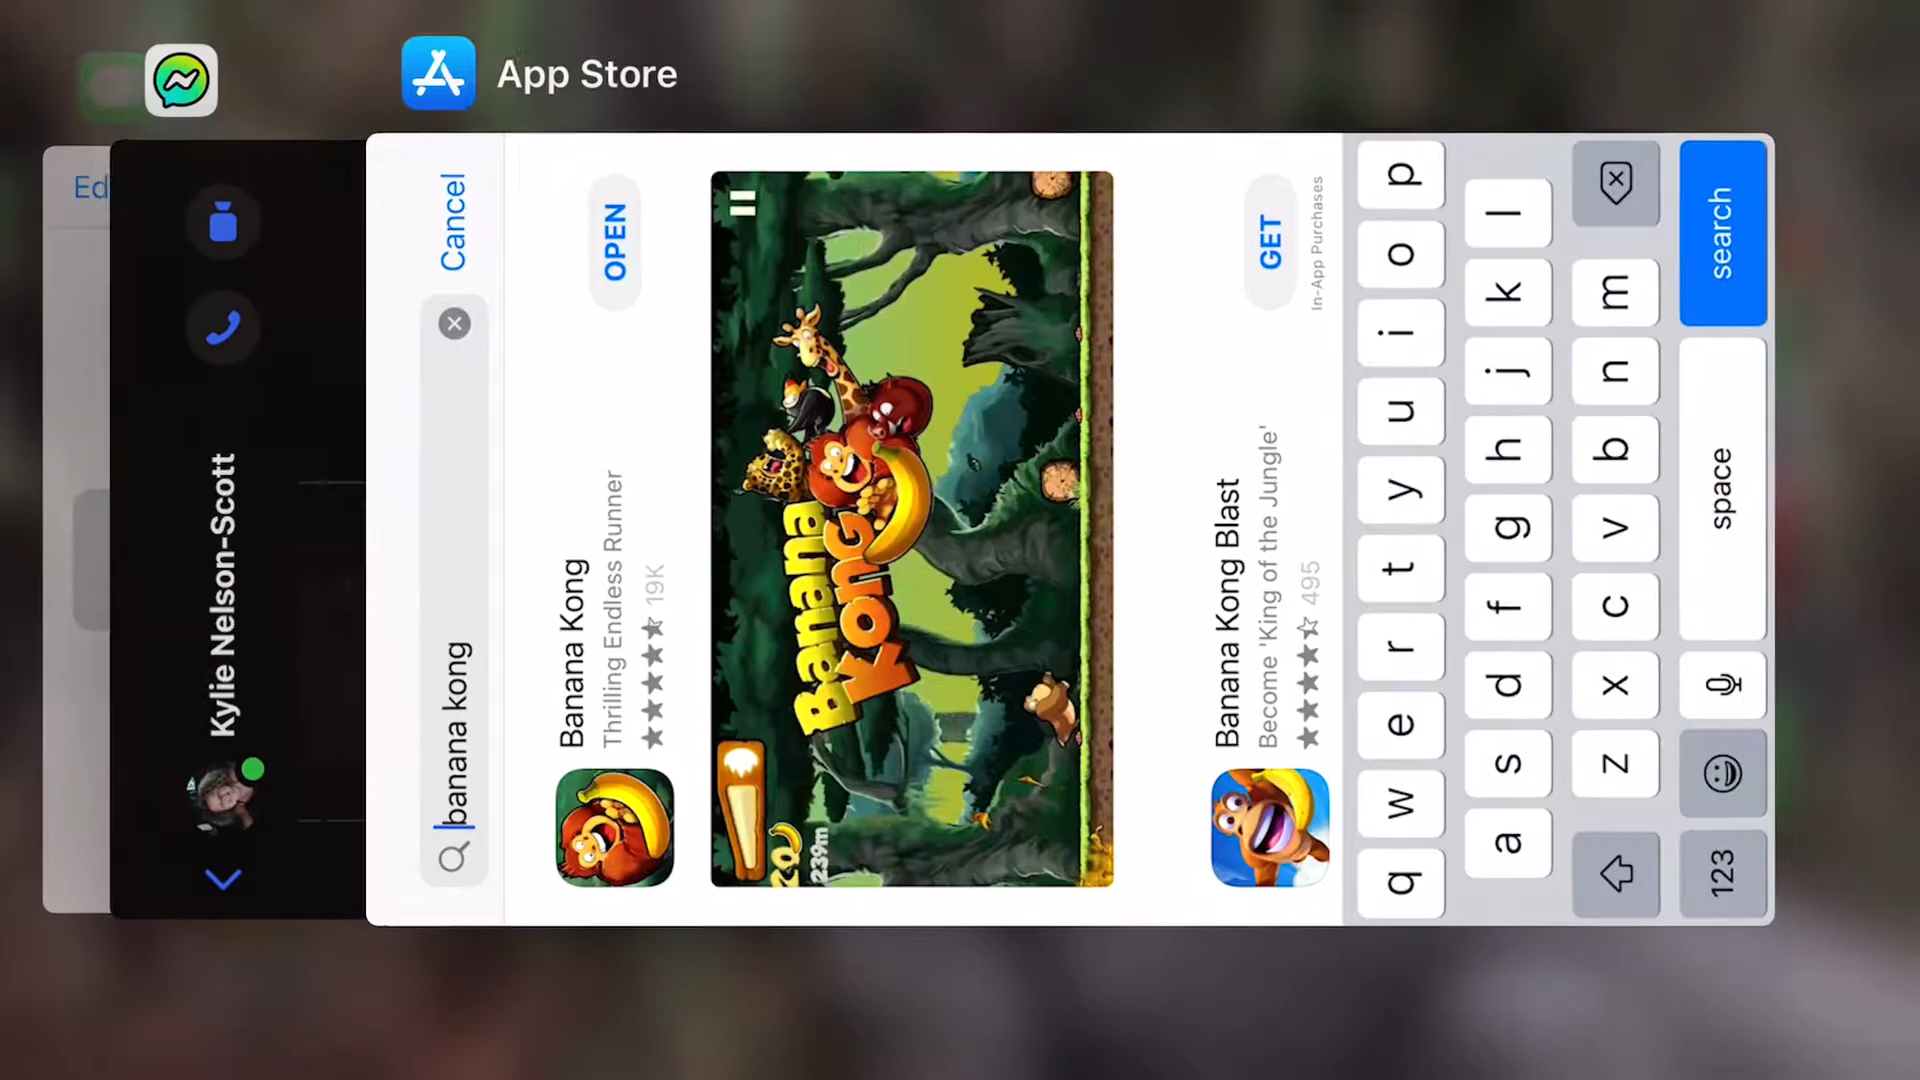 App Store
Ed
Kylie Nelson-Scott
banana kong
Cancel
Banana Kong
Thrilling Endless Runner
19K
OPEN
20
239m
Banana
Kong
Banana Kong Blast
Become 'King of the Jungle'
495
GET
In-App Purchases
q w e r t y u i o p
a s d f g h j k l
z x c v b n m
123
space
search